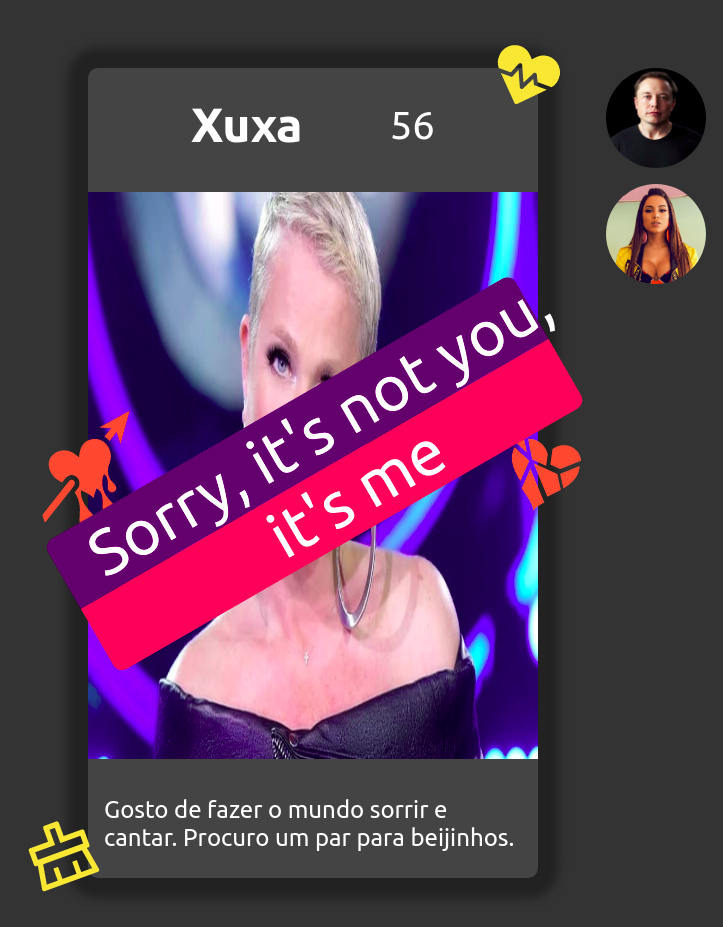 Xuxa 56
Sorry, it's not you,
it's me
Gosto de fazer o mundo sorrir e
cantar. Procuro um par para beijinhos.